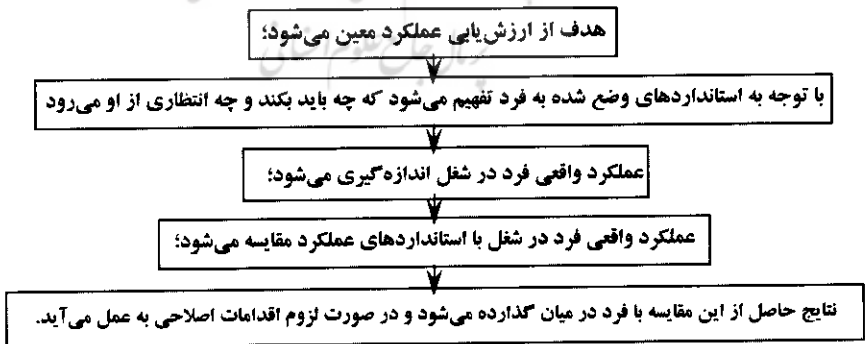 هدف از ارزش‌یابی عملکرد معین می‌شود؛
با توجه به استانداردهای وضع شده به فرد تفهیم می‌شود که چه باید بکند و چه انتظاری از او می‌رود
عملکرد واقعی فرد در شغل اندازه‌گیری می‌شود؛
عملکرد واقعی فرد در شغل با استانداردهای عملکرد مقایسه می‌شود؛
نتایج حاصل از این مقایسه با فرد در میان گذارده می‌شود و در صورت لزوم اقدامات اصلاحی به عمل می‌آید.